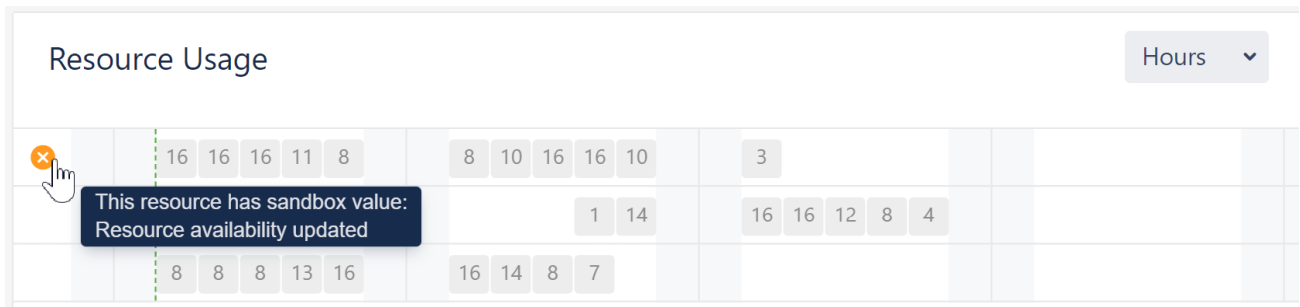 Resource Usage
Hours
16 16 16 11 8 8 10 16 16 10 3
This resource has sandbox value:
Resource availability updated
1 14 16 16 12 8 4
8 8 8 13 16 16 14 8 7